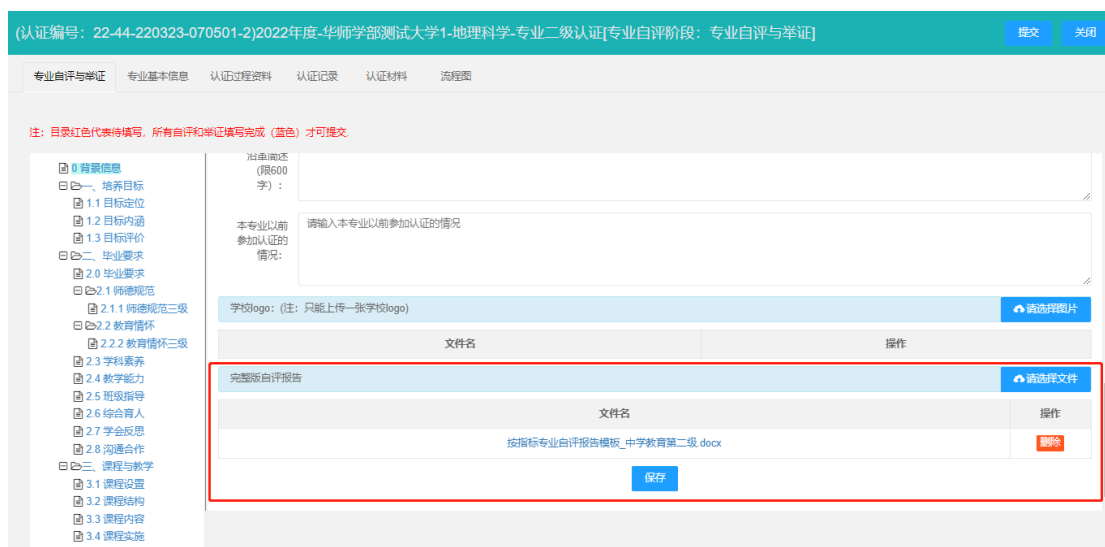 (认证编号：22-44-220323-070501-2)2022年度-华师学部测试大学1-地理科学-专业二级认证[专业自评阶段：专业自评与举证]
提交 关闭
专业自评与举证 专业基本信息 认证过程资料 认证记录 认证材料 流程图
注：目录红色代表待填写，所有自评和举证填写完成（蓝色）才可提交.
0 背景信息
一、培养目标
1.1 目标定位
1.2 目标内涵
1.3 目标评价
二、毕业要求
2.0 毕业要求
2.1 师德规范
2.1.1 师德规范三级
2.2 教育情怀
2.2.2 教育情怀三级
2.3 学科素养
2.4 教学能力
2.5 班级指导
2.6 综合育人
2.7 学会反思
2.8 沟通合作
三、课程与教学
3.1 课程设置
3.2 课程结构
3.3 课程内容
3.4 课程实施
沿革描述
(限600
字)：
本专业以前
参加认证的
情况：
请输入本专业以前参加认证的情况
学校logo：(注：只能上传一张学校logo)
请选择图片
文件名 操作
完整版自评报告
请选择文件
文件名 操作
按指标专业自评报告模板_中学教育第二级.docx 删除
保存